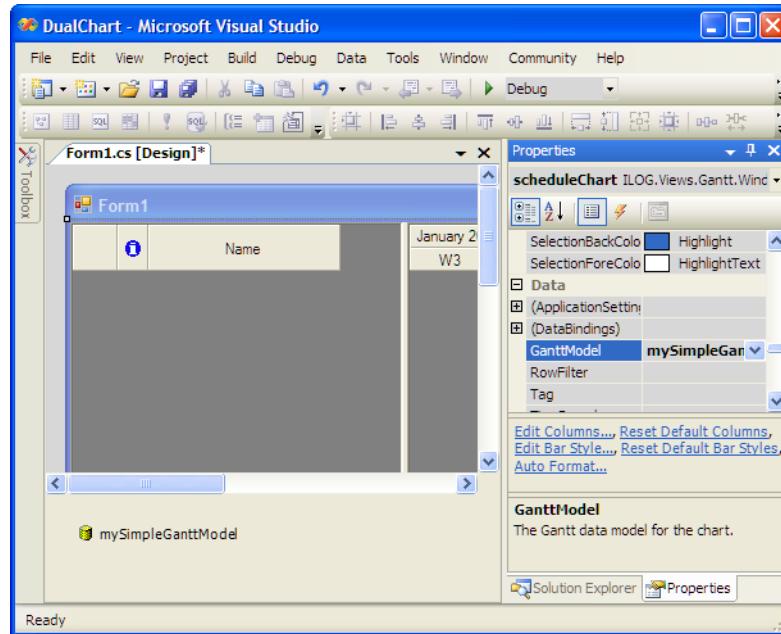 DualChart - Microsoft Visual Studio
File Edit View Project Build Debug Data Tools Window Community Help
Debug
Toolbox
Form1.cs [Design]*
Form1
Name
January 2
W3
mySimpleGanttModel
Properties
scheduleChart ILOG.Views.Gantt.Wind
SelectionBackColo Highlight
SelectionForeColo HighlightText
Data
(ApplicationSetting
(DataBindings)
GanttModel mySimpleGan
RowFilter
Tag
Edit Columns..., Reset Default Columns,
Edit Bar Style..., Reset Default Bar Styles,
Auto Format...
GanttModel
The Gantt data model for the chart.
Solution Explorer Properties
Ready